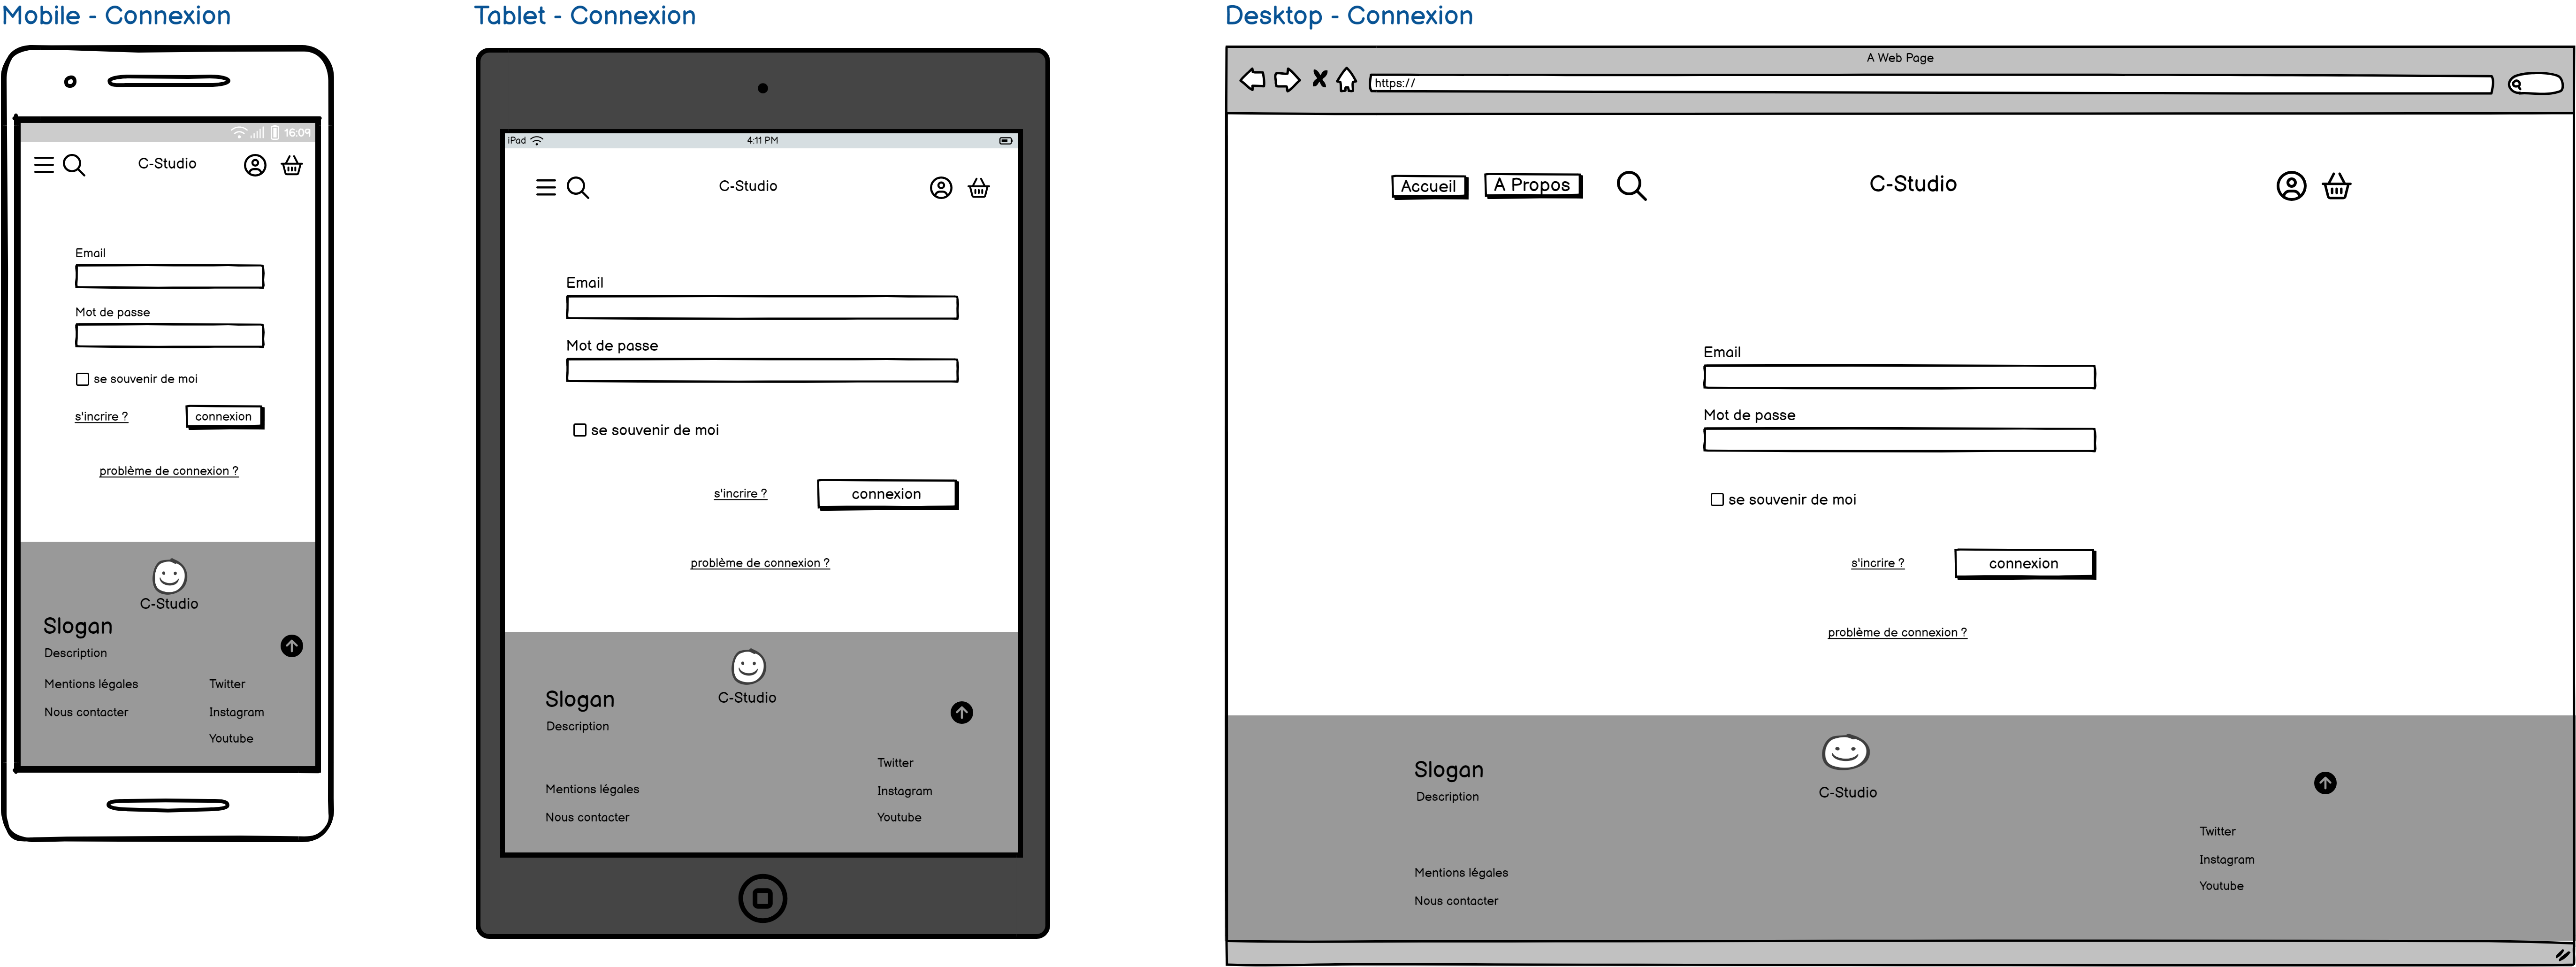 Mobile - Connexion
16:09
C-Studio
Email
Mot de passe
se souvenir de moi
s'incrire ?
connexion
problème de connexion ?
C-Studio
Slogan
Description
Mentions légales
Twitter
Nous contacter
Instagram
Youtube
Tablet - Connexion
iPad
4:11 PM
C-Studio
Email
Mot de passe
se souvenir de moi
s'incrire ?
connexion
problème de connexion ?
C-Studio
Slogan
Description
Twitter
Mentions légales
Instagram
Nous contacter
Youtube
Desktop - Connexion
A Web Page
https://
Accueil
A Propos
C-Studio
Email
Mot de passe
se souvenir de moi
s'incrire ?
connexion
problème de connexion ?
Slogan
C-Studio
Description
Twitter
Instagram
Mentions légales
Youtube
Nous contacter